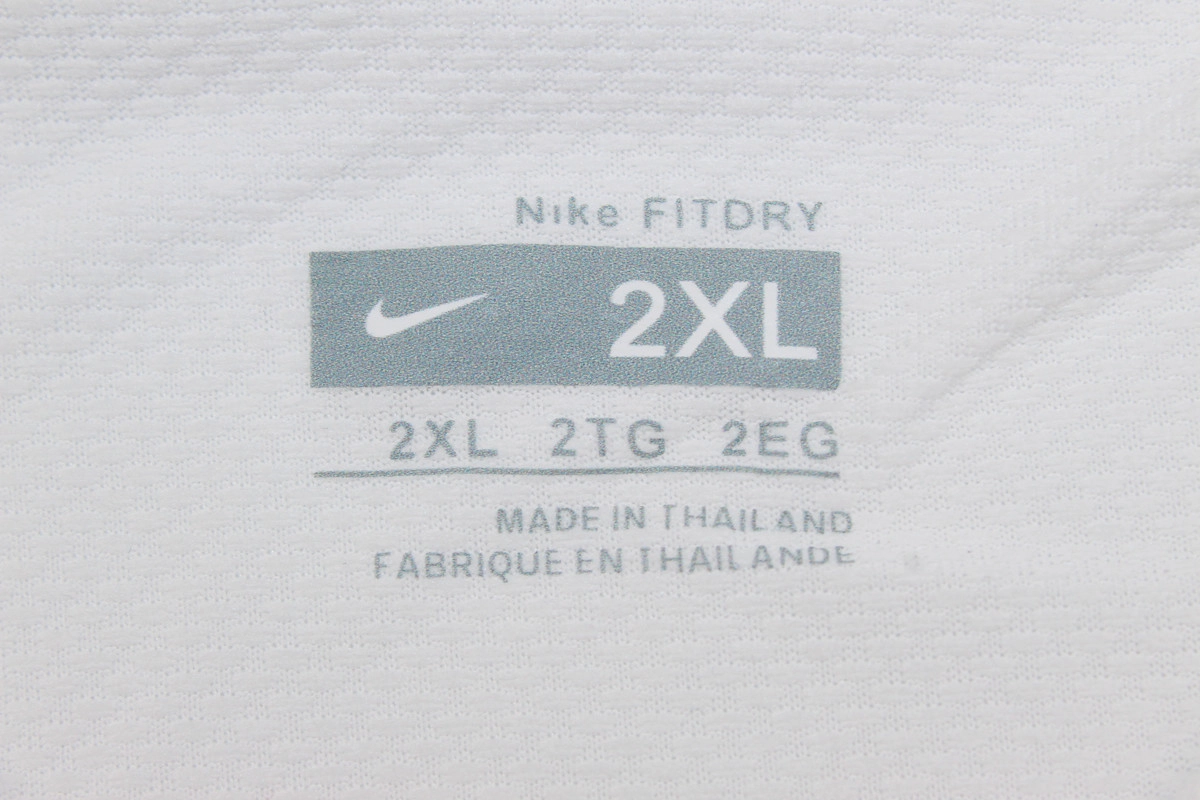 Nike FITDRY
2XL
2XL 2TG 2EG
MADE IN THAILAND
FABRIQUE EN THAILANDE